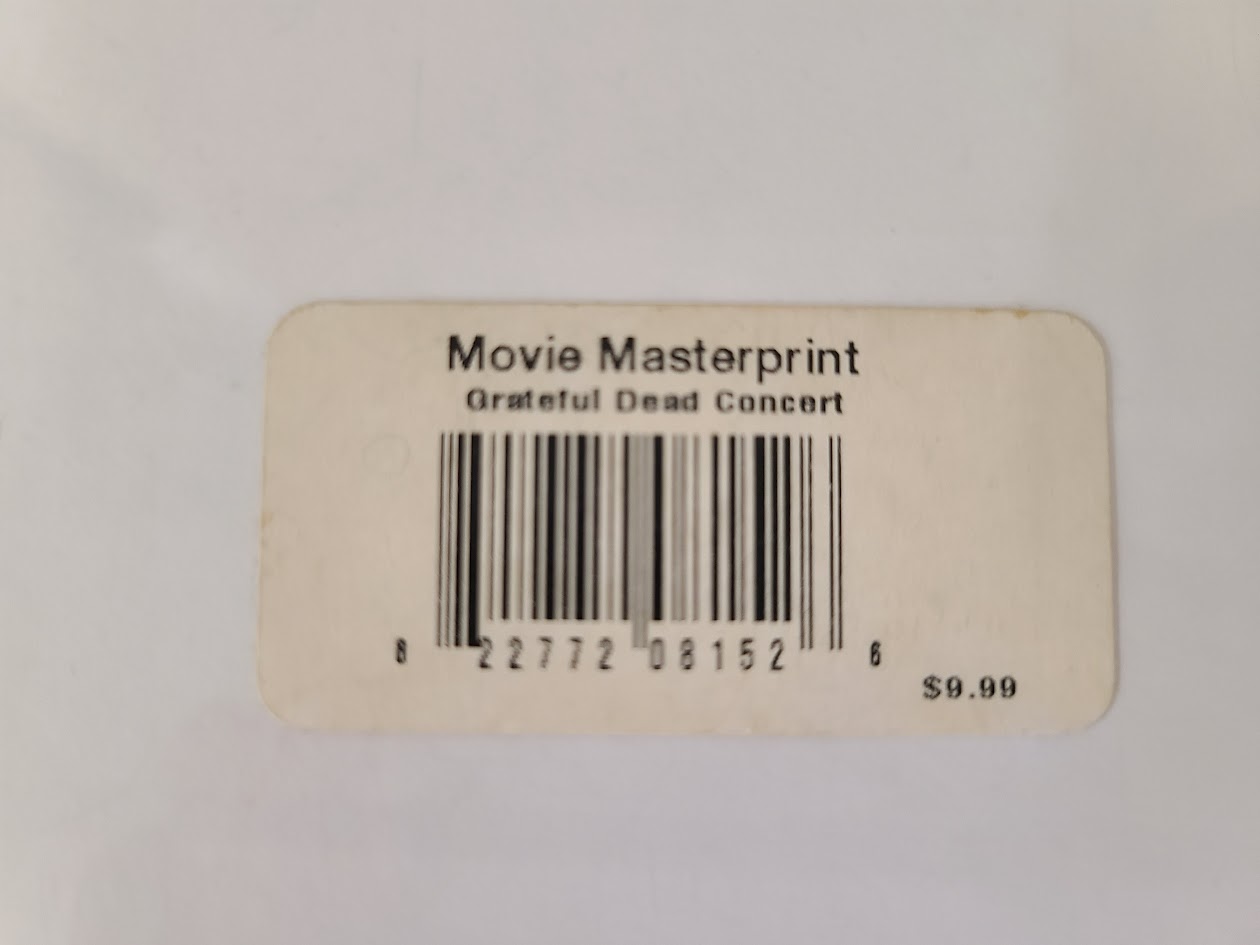 Movie Masterprint
Grateful Dead Concert
8 22772 08152 6
$9.99